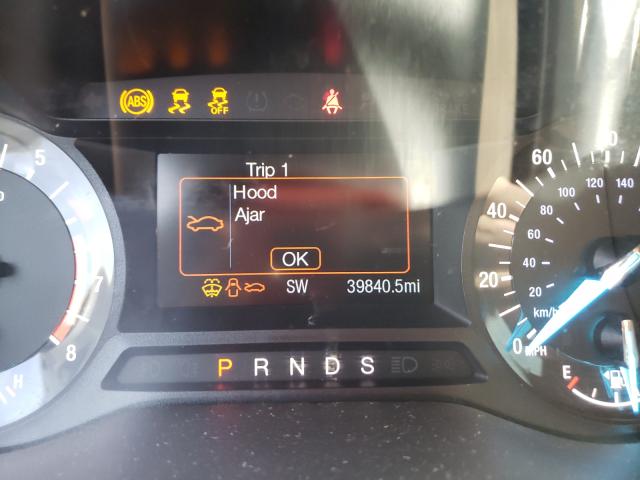 ABS
OFF
5
7
8
H
Trip 1
Hood
Ajar
OK
SW 39840.5mi
P R N D S
0 20 40 60
20 40 60 80 100 120 140
km/h
MPH
E